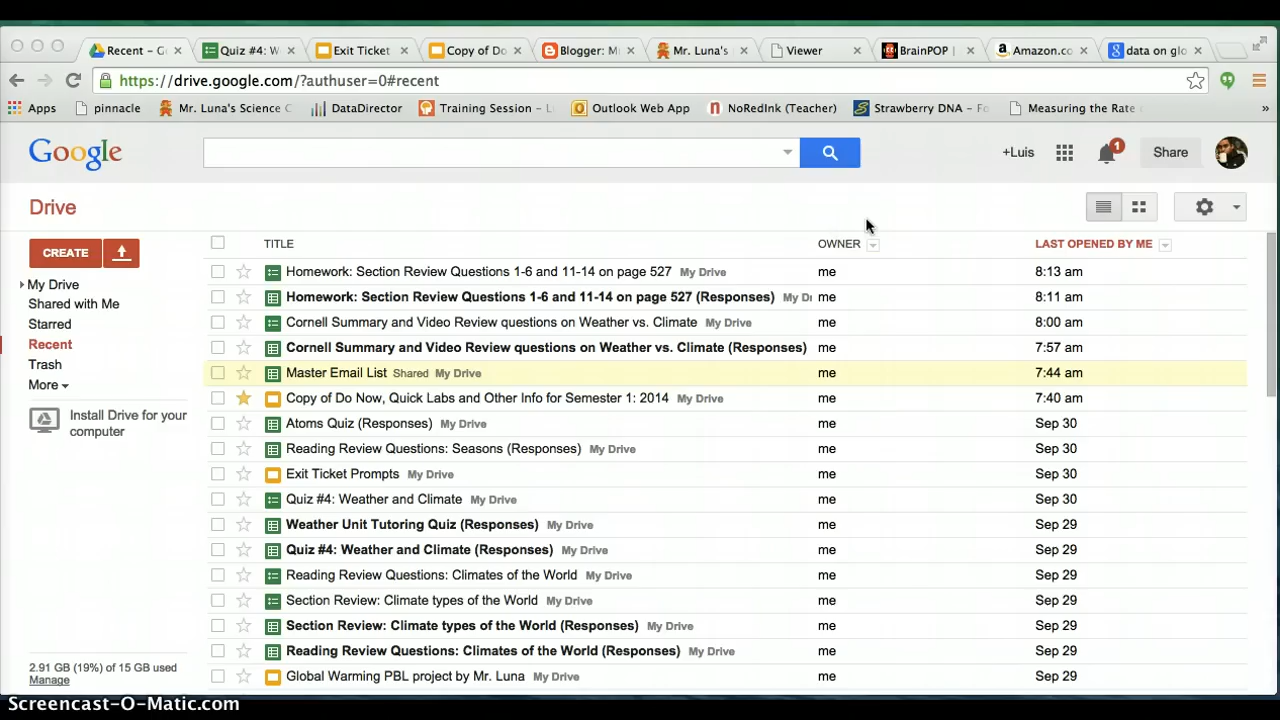 Recent - G
Quiz #4: W
Exit Ticket
Copy of Do
Blogger: M
Mr. Luna's
Viewer
BrainPOP |
Amazon.co
data on glo
https://drive.google.com/?authuser=0#recent
Apps
pinnacle
Mr. Luna's Science C
DataDirector
Training Session – L
Outlook Web App
NoRedInk (Teacher)
Strawberry DNA – Fo
Measuring the Rate
»
Google
+Luis
1
Share
Drive
CREATE
My Drive
Shared with Me
Starred
Recent
Trash
More
Install Drive for your
computer
2.91 GB (19%) of 15 GB used
Manage
TITLE OWNER LAST OPENED BY ME
Homework: Section Review Questions 1-6 and 11-14 on page 527 My Drive me 8:13 am
Homework: Section Review Questions 1-6 and 11-14 on page 527 (Responses) My Dr me 8:11 am
Cornell Summary and Video Review questions on Weather vs. Climate My Drive me 8:00 am
Cornell Summary and Video Review questions on Weather vs. Climate (Responses) me 7:57 am
Master Email List Shared My Drive me 7:44 am
Copy of Do Now, Quick Labs and Other Info for Semester 1: 2014 My Drive me 7:40 am
Atoms Quiz (Responses) My Drive me Sep 30
Reading Review Questions: Seasons (Responses) My Drive me Sep 30
Exit Ticket Prompts My Drive me Sep 30
Quiz #4: Weather and Climate My Drive me Sep 30
Weather Unit Tutoring Quiz (Responses) My Drive me Sep 29
Quiz #4: Weather and Climate (Responses) My Drive me Sep 29
Reading Review Questions: Climates of the World My Drive me Sep 29
Section Review: Climate types of the World My Drive me Sep 29
Section Review: Climate types of the World (Responses) My Drive me Sep 29
Reading Review Questions: Climates of the World (Responses) My Drive me Sep 29
Global Warming PBL project by Mr. Luna My Drive me Sep 29
Screencast-O-Matic.com